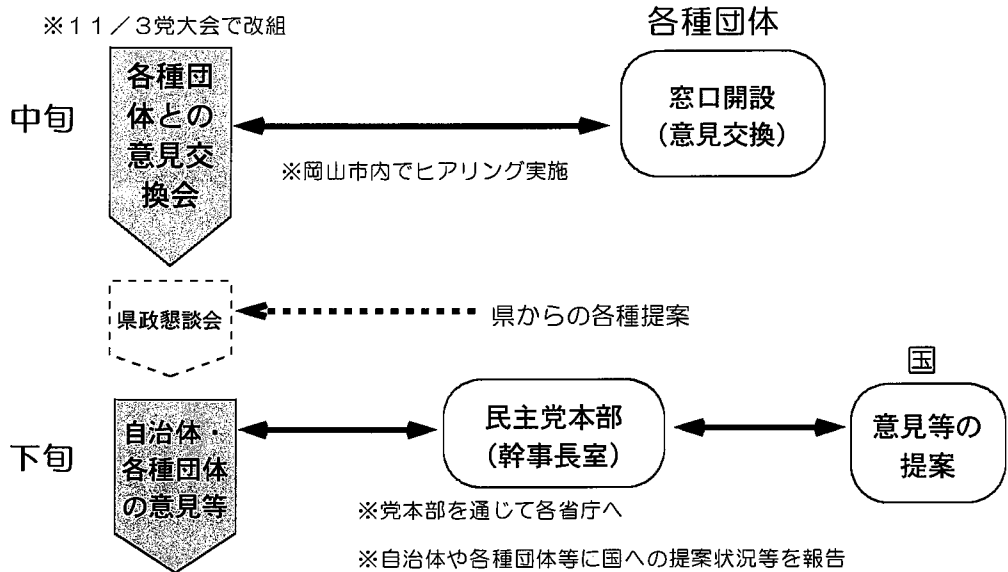 ※１１／３党大会で改組
各種団体
中旬
各種団
体との
意見交
換会
窓口開設
（意見交換）
※岡山市内でヒアリング実施
県政懇談会
県からの各種提案
国
下旬
自治体・
各種団体
の意見等
民主党本部
（幹事長室）
意見等の
提案
※党本部を通じて各省庁へ
※自治体や各種団体等に国への提案状況等を報告